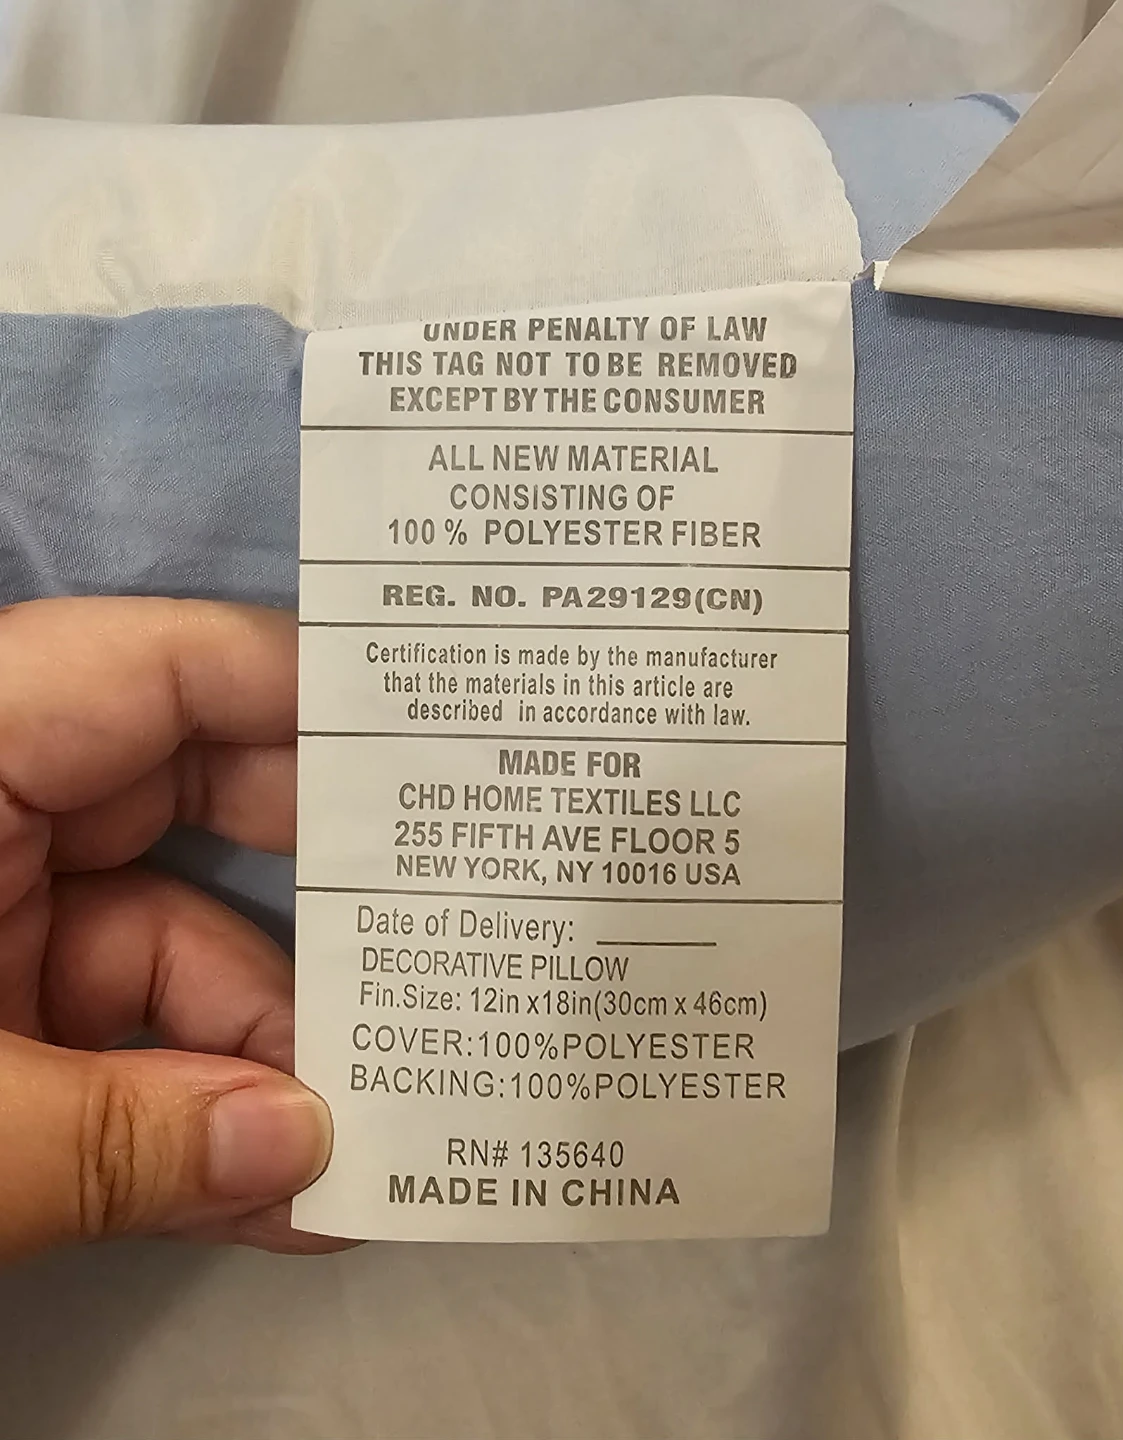 UNDER PENALTY OF LAW
THIS TAG NOT TO BE REMOVED
EXCEPT BY THE CONSUMER
ALL NEW MATERIAL
CONSISTING OF
100 % POLYESTER FIBER
REG. NO. PA29129(CN)
Certification is made by the manufacturer
that the materials in this article are
described in accordance with law.
MADE FOR
CHD HOME TEXTILES LLC
255 FIFTH AVE FLOOR 5
NEW YORK, NY 10016 USA
Date of Delivery: ________
DECORATIVE PILLOW
Fin.Size: 12in x18in(30cm x 46cm)
COVER:100%POLYESTER
BACKING:100%POLYESTER
RN# 135640
MADE IN CHINA